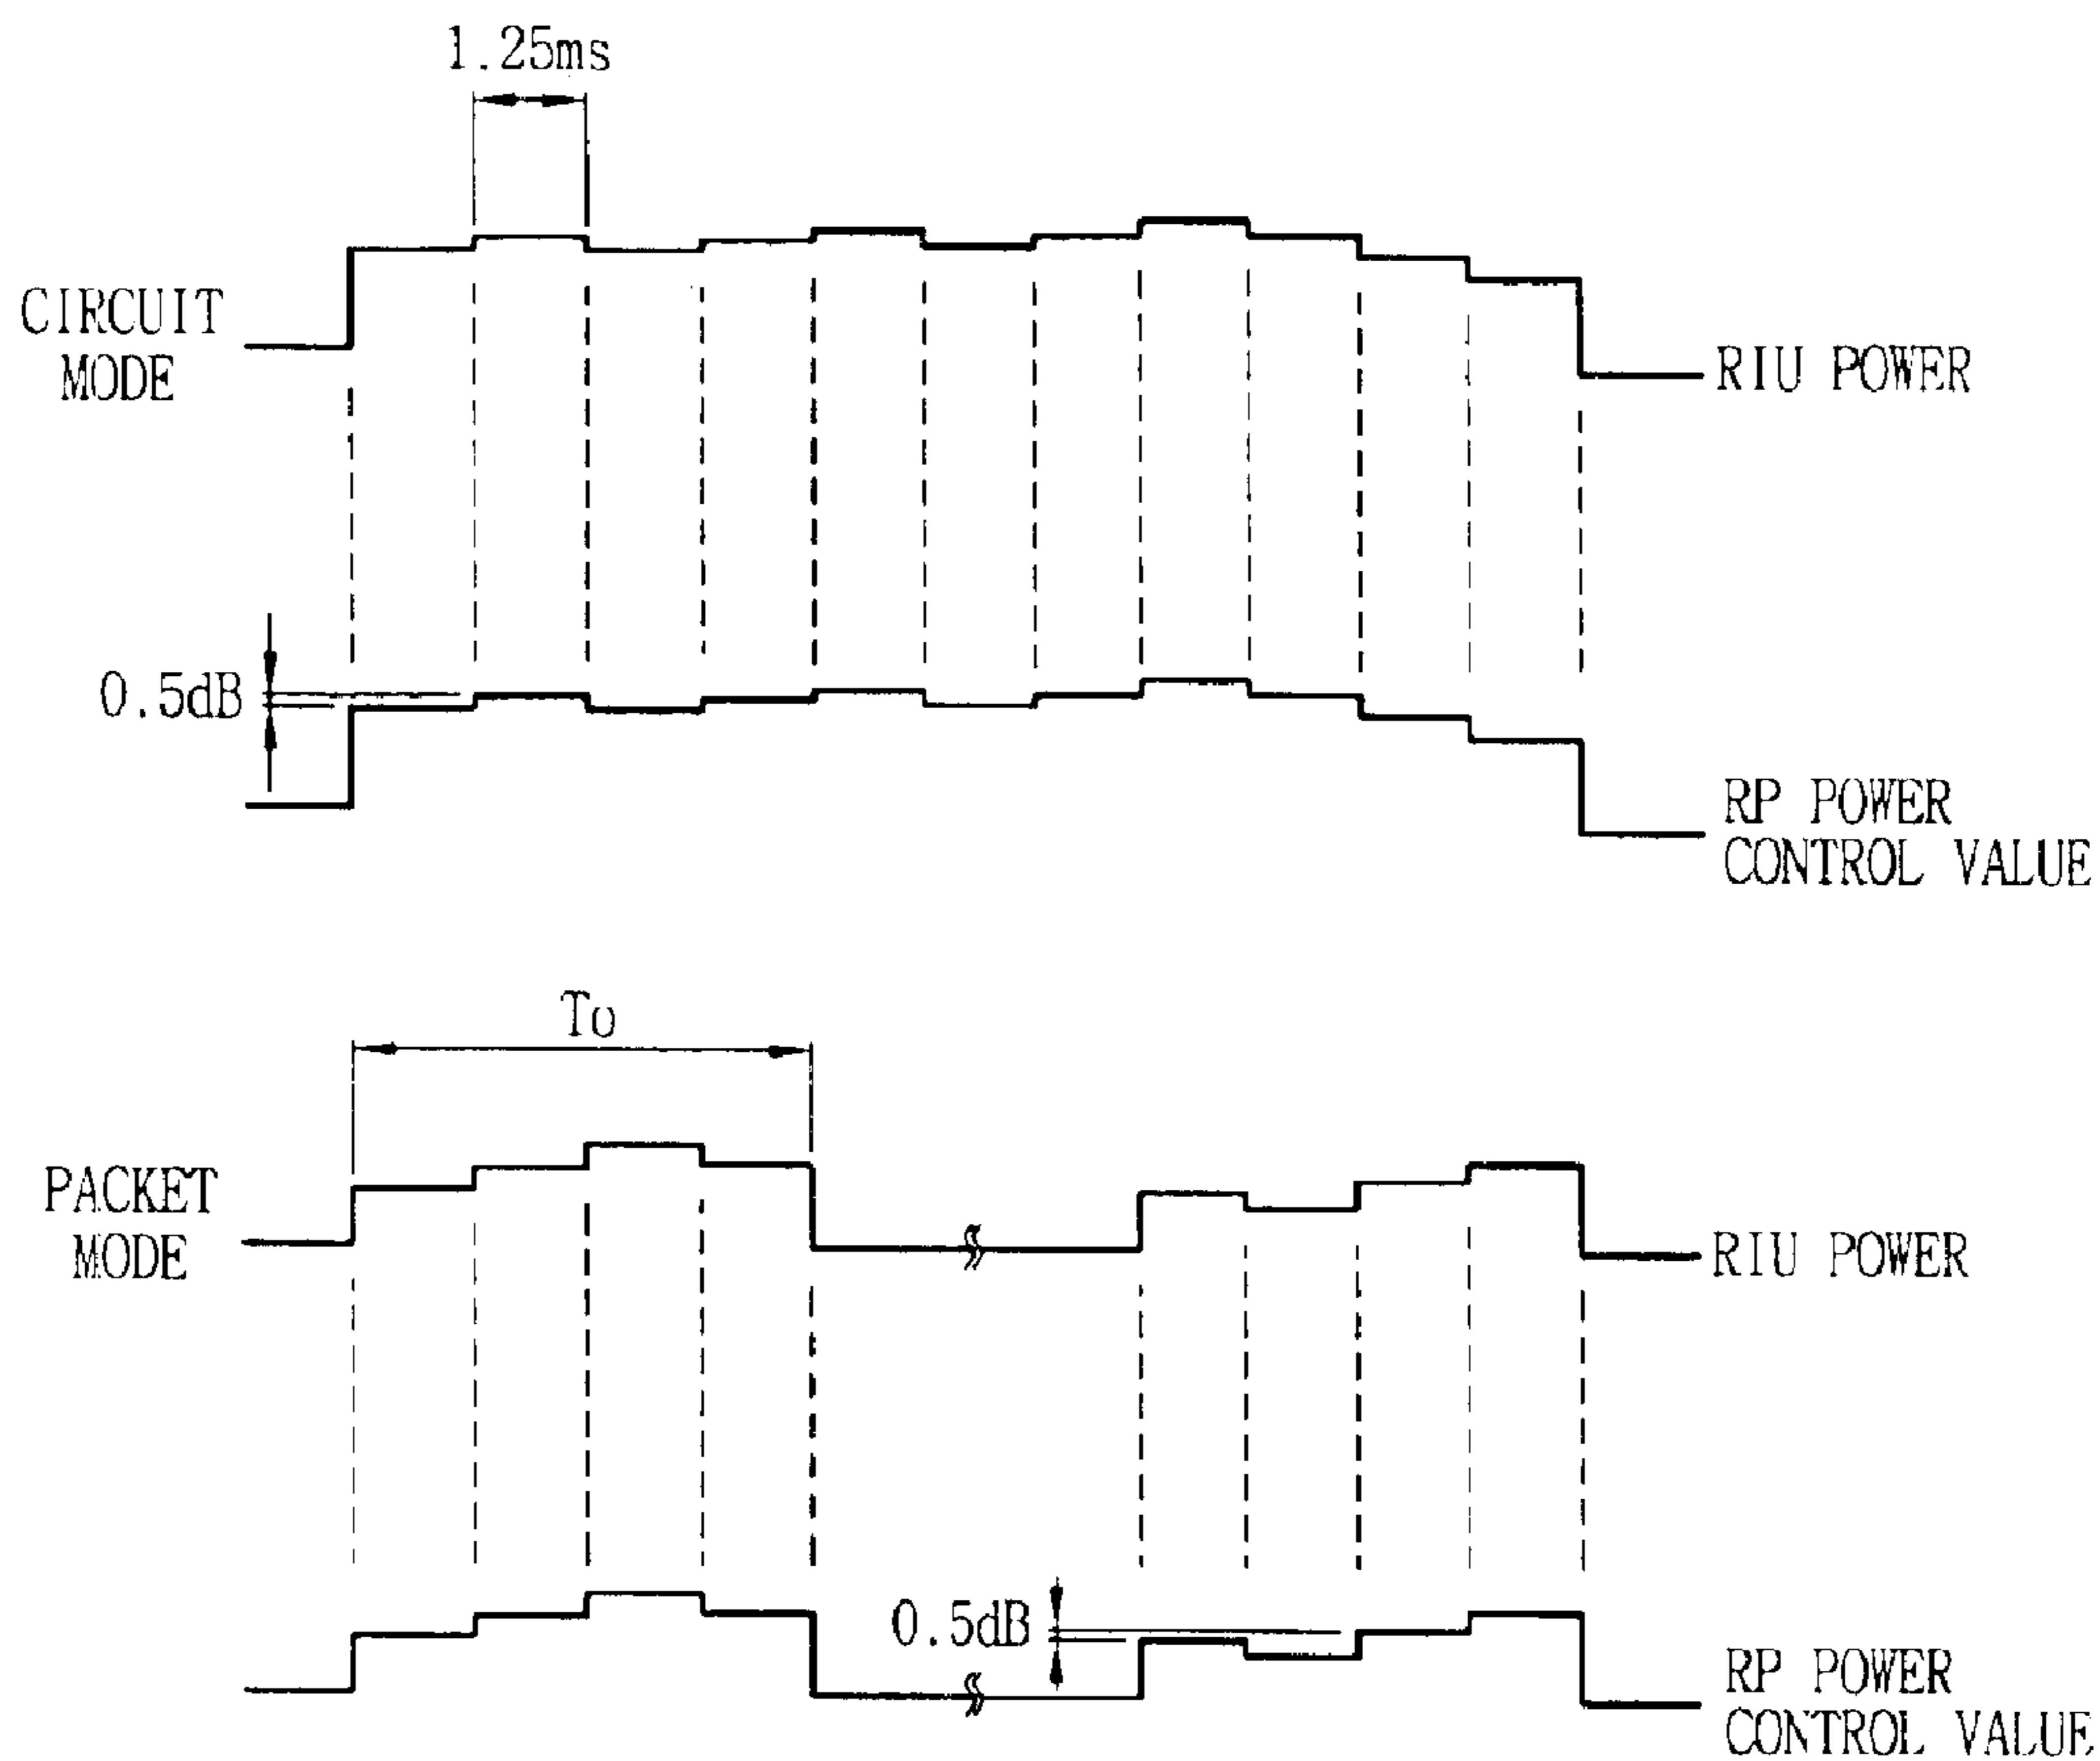 1.25ms
CIRCUIT
MODE
RIU POWER
0.5dB
RP POWER
CONTROL VALUE
To
PACKET
MODE
RIU POWER
0.5dB
RP POWER
CONTROL VALUE